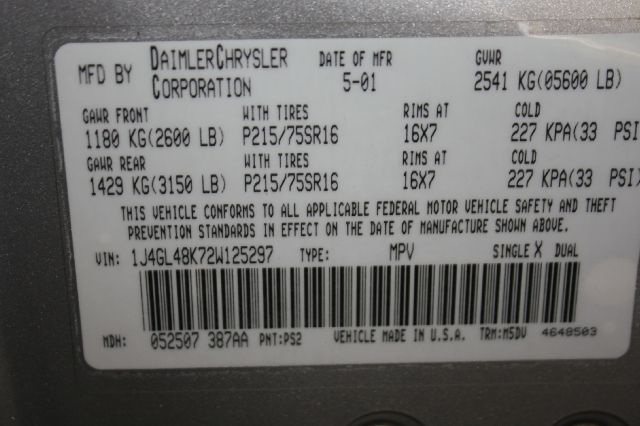 MFD BY DAIMLERCHRYSLER CORPORATION DATE OF MFR 5-01 GVWR 2541 KG(05600 LB)
GAWR FRONT WITH TIRES RIMS AT COLD
1180 KG(2600 LB) P215/75SR16 16X7 227 KPA(33 PSI
GAWR REAR WITH TIRES RIMS AT COLD
1429 KG(3150 LB) P215/75SR16 16X7 227 KPA(33 PSI)
THIS VEHICLE CONFORMS TO ALL APPLICABLE FEDERAL MOTOR VEHICLE SAFETY AND THEFT
PREVENTION STANDARDS IN EFFECT ON THE DATE OF MANUFACTURE SHOWN ABOVE.
VIN: 1J4GL48K72W125297 TYPE: MPV SINGLE X DUAL
MDH: 052507 387AA PNT:PS2 VEHICLE MADE IN U.S.A. TRM:M5DV 4648503